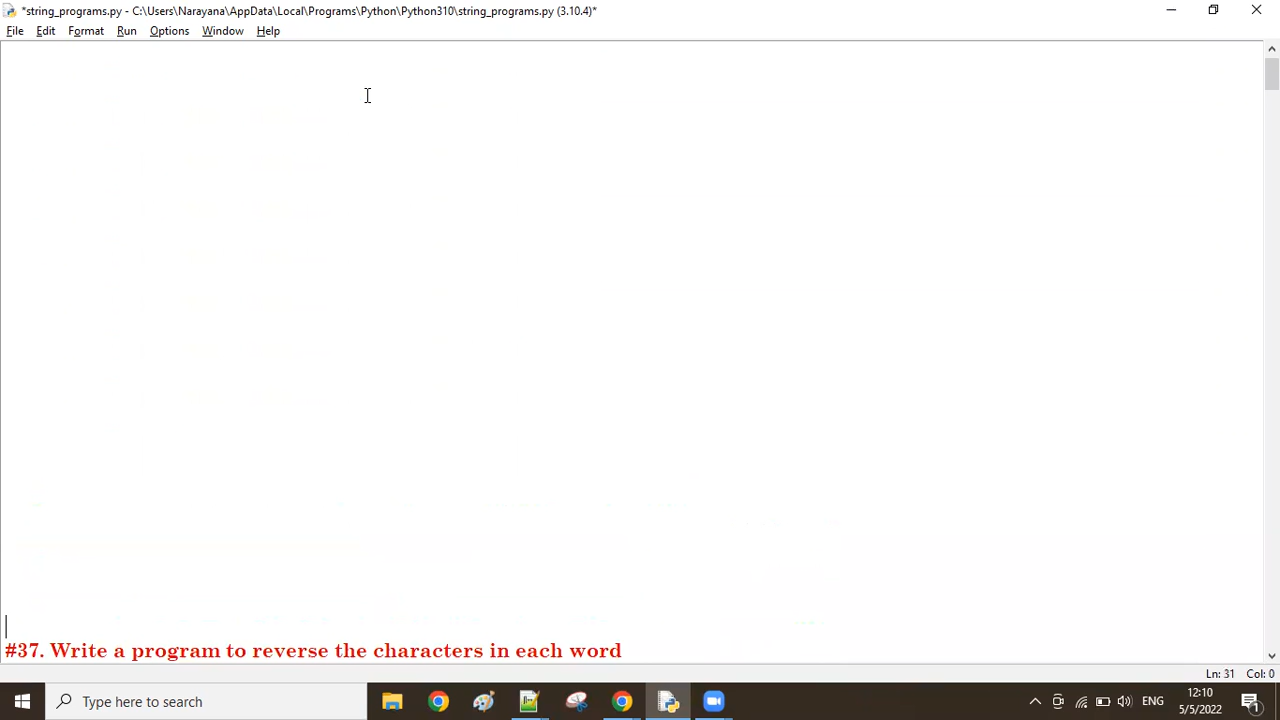 *string_programs.py - C:\Users\Narayana\AppData\Local\Programs\Python\Python310\string_programs.py (3.10.4)*
File Edit Format Run Options Window Help
#37. Write a program to reverse the characters in each word
Ln: 31 Col: 0
Type here to search
ENG
12:10
5/5/2022
1